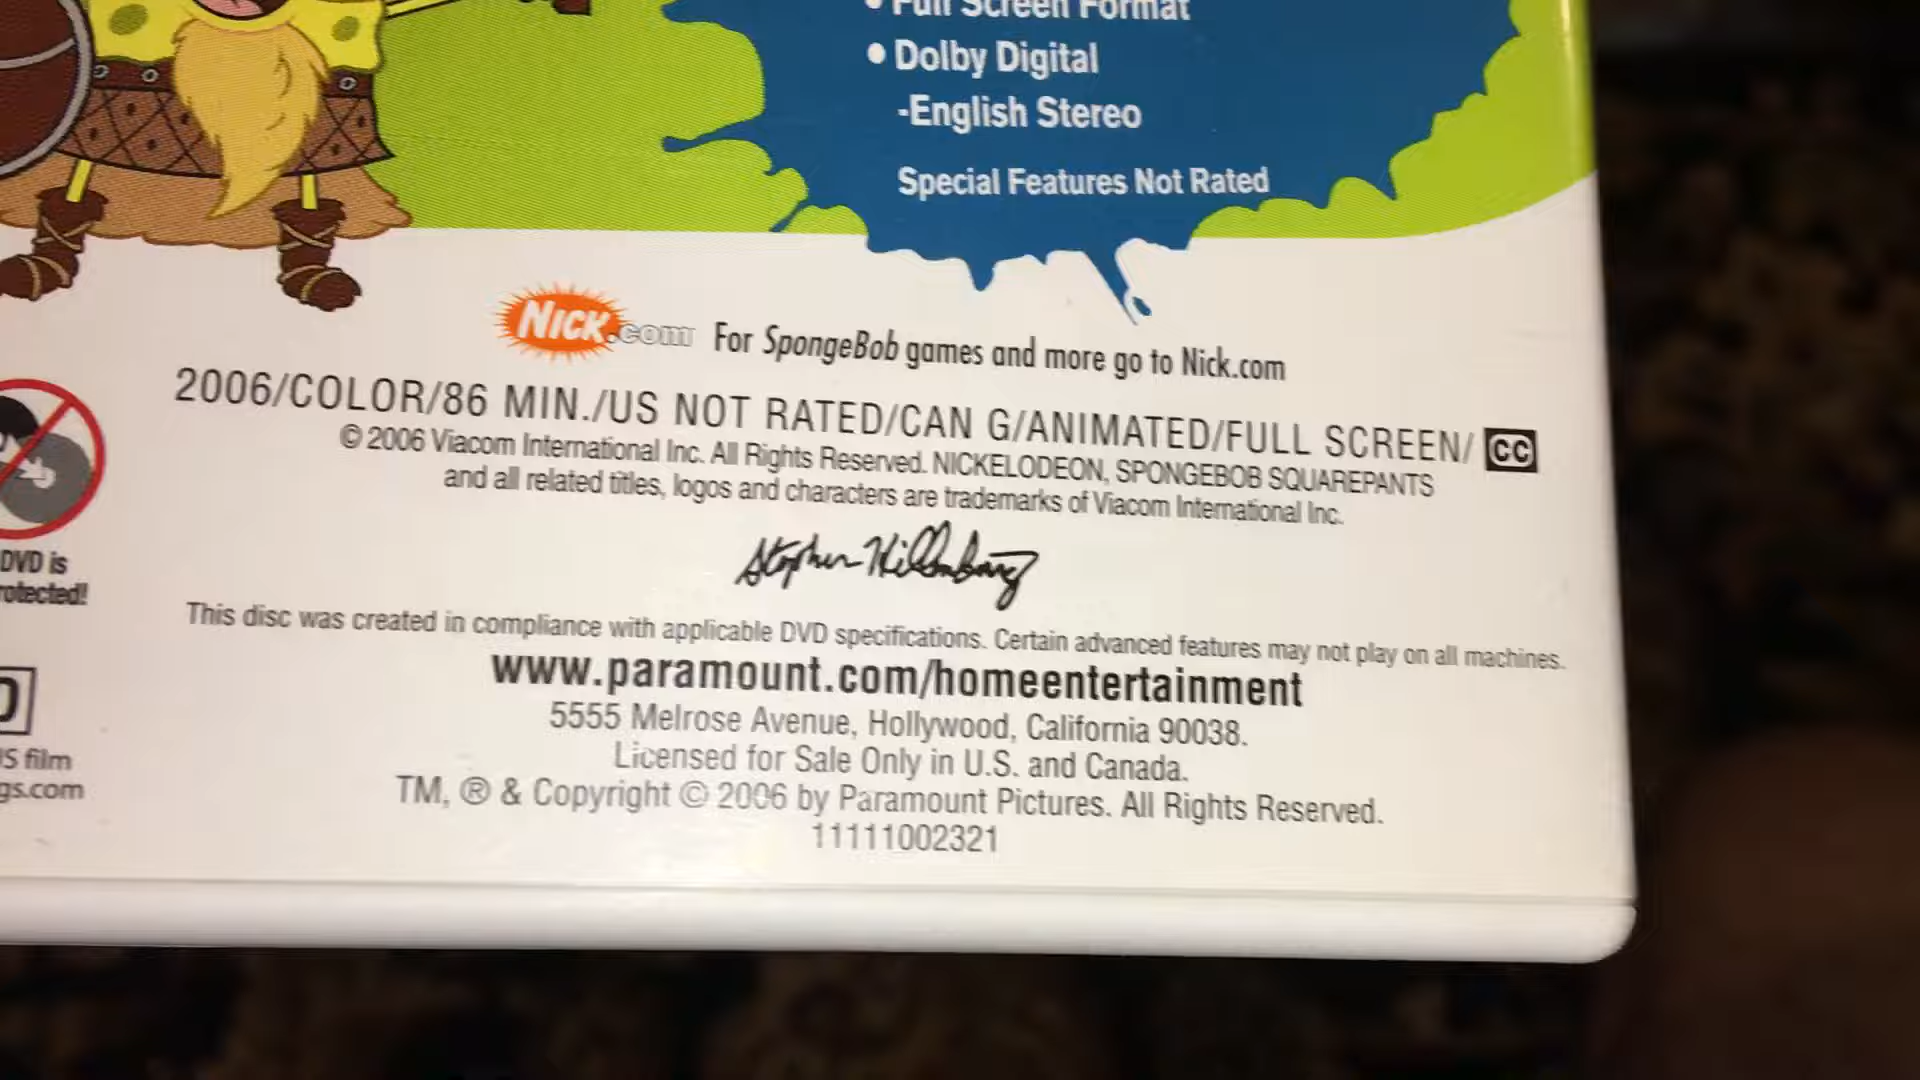 • Full Screen Format
• Dolby Digital
-English Stereo
Special Features Not Rated
NICK.com For SpongeBob games and more go to Nick.com
2006/COLOR/86 MIN./US NOT RATED/CAN G/ANIMATED/FULL SCREEN/ CC
© 2006 Viacom International Inc. All Rights Reserved. NICKELODEON, SPONGEBOB SQUAREPANTS
and all related titles, logos and characters are trademarks of Viacom International Inc.
Stephen Hillenburg
DVD is
rotected!
This disc was created in compliance with applicable DVD specifications. Certain advanced features may not play on all machines.
www.paramount.com/homeentertainment
5555 Melrose Avenue, Hollywood, California 90038.
Licensed for Sale Only in U.S. and Canada.
S film
gs.com
TM, ® & Copyright © 2006 by Paramount Pictures. All Rights Reserved.
11111002321